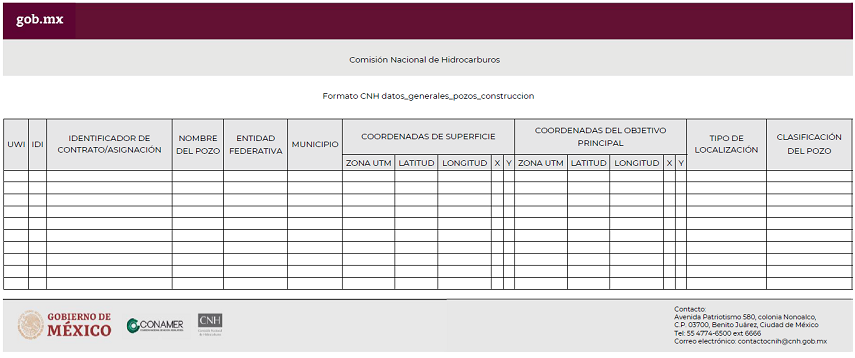 gob.mx
Comisión Nacional de Hidrocarburos
Formato CNH datos_generales_pozos_construccion
UWI IDI IDENTIFICADOR DE CONTRATO/ASIGNACIÓN NOMBRE DEL POZO ENTIDAD FEDERATIVA MUNICIPIO COORDENADAS DE SUPERFICIE COORDENADAS DEL OBJETIVO PRINCIPAL TIPO DE LOCALIZACIÓN CLASIFICACIÓN DEL POZO
ZONA UTM LATITUD LONGITUD X Y ZONA UTM LATITUD LONGITUD X Y
GOBIERNO DE
MÉXICO
CONAMER
CNH
Contacto:
Avenida Patriotismo 580, colonia Nonoalco,
C.P. 03700, Benito Juárez, Ciudad de México
Tel: 55 4774-6500 ext 6666
Correo electrónico: contactocnih@cnh.gob.mx